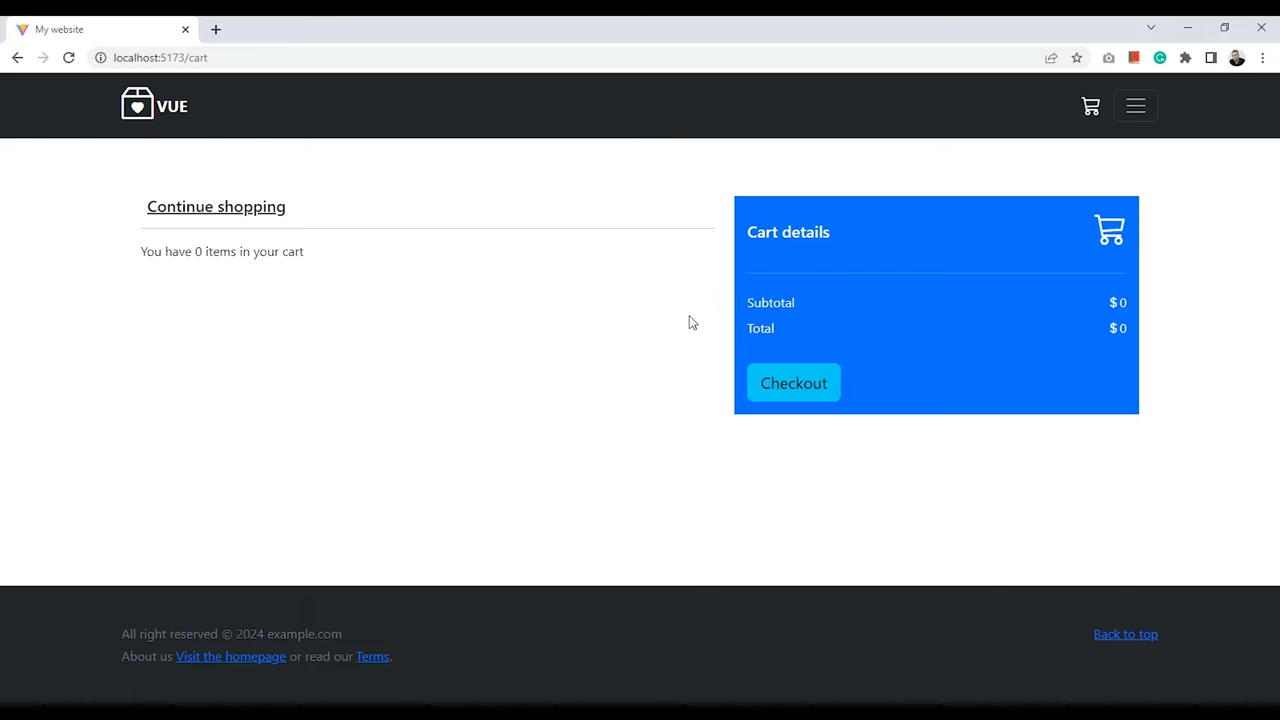 My website
localhost:5173/cart
VUE
Continue shopping
You have 0 items in your cart
Cart details
Subtotal $ 0
Total $ 0
Checkout
All right reserved © 2024 example.com
About us Visit the homepage or read our Terms.
Back to top